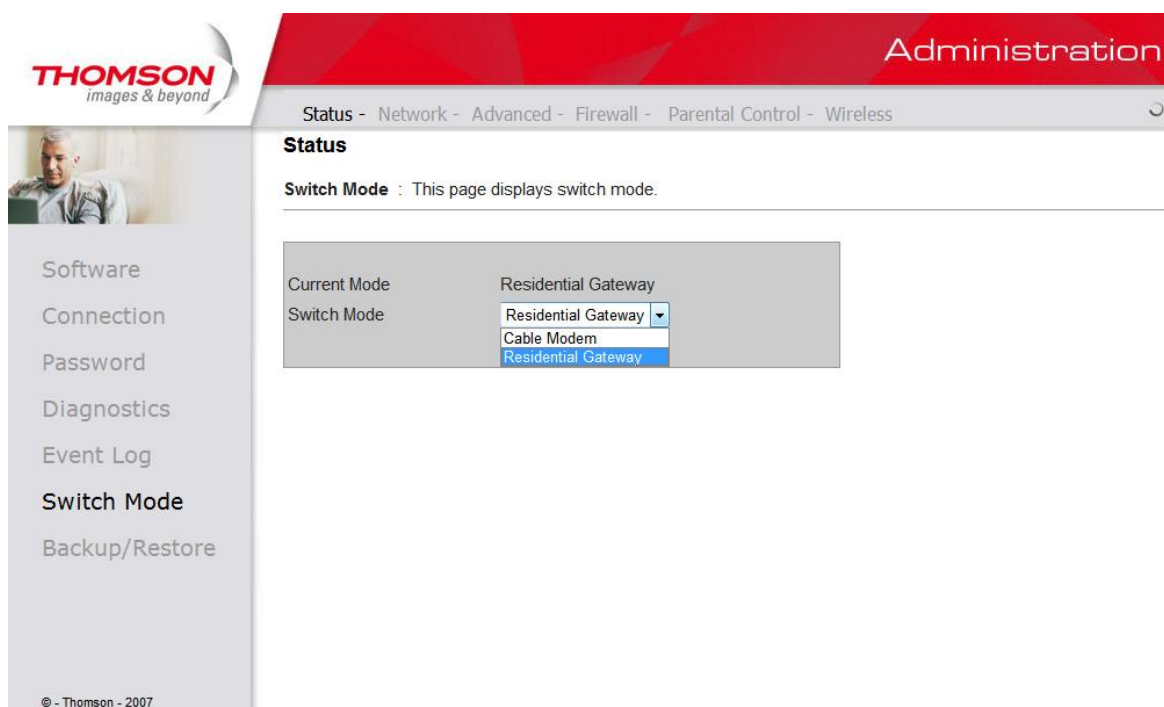 THOMSON
images & beyond
Administration
Status - Network - Advanced - Firewall - Parental Control - Wireless
Status
Switch Mode : This page displays switch mode.
Software
Connection
Password
Diagnostics
Event Log
Switch Mode
Backup/Restore
Current Mode Residential Gateway
Switch Mode Residential Gateway
Cable Modem
Residential Gateway
© - Thomson - 2007